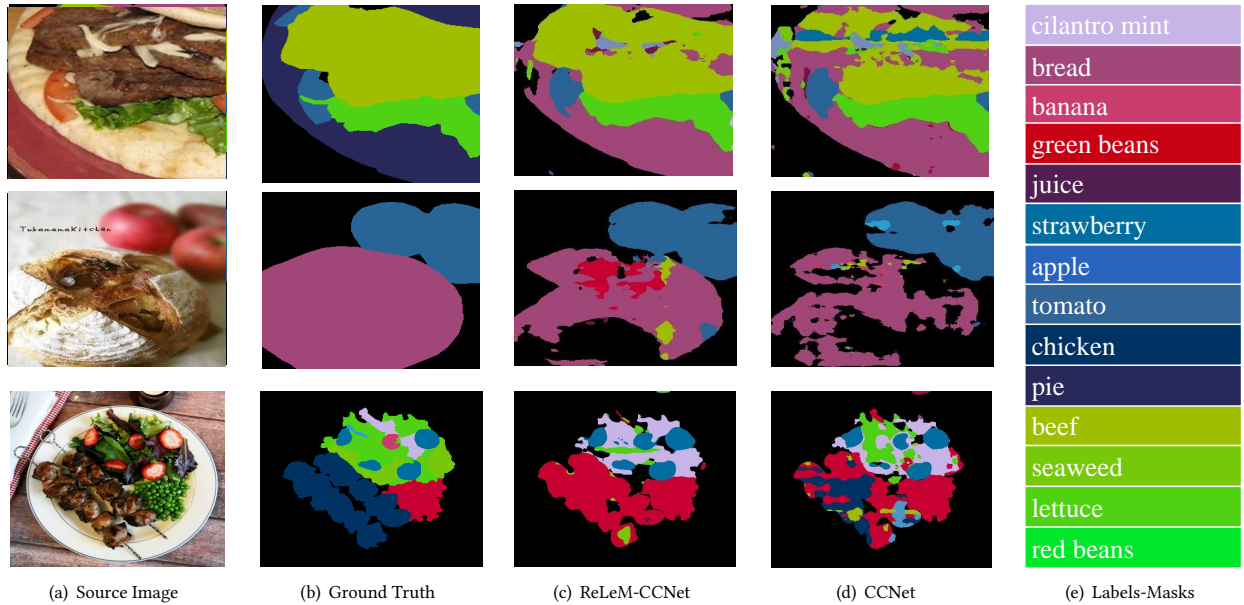 TukamamaKitchen
cilantro mint
bread
banana
green beans
juice
strawberry
apple
tomato
chicken
pie
beef
seaweed
lettuce
red beans
(a) Source Image
(b) Ground Truth
(c) ReLeM-CCNet
(d) CCNet
(e) Labels-Masks